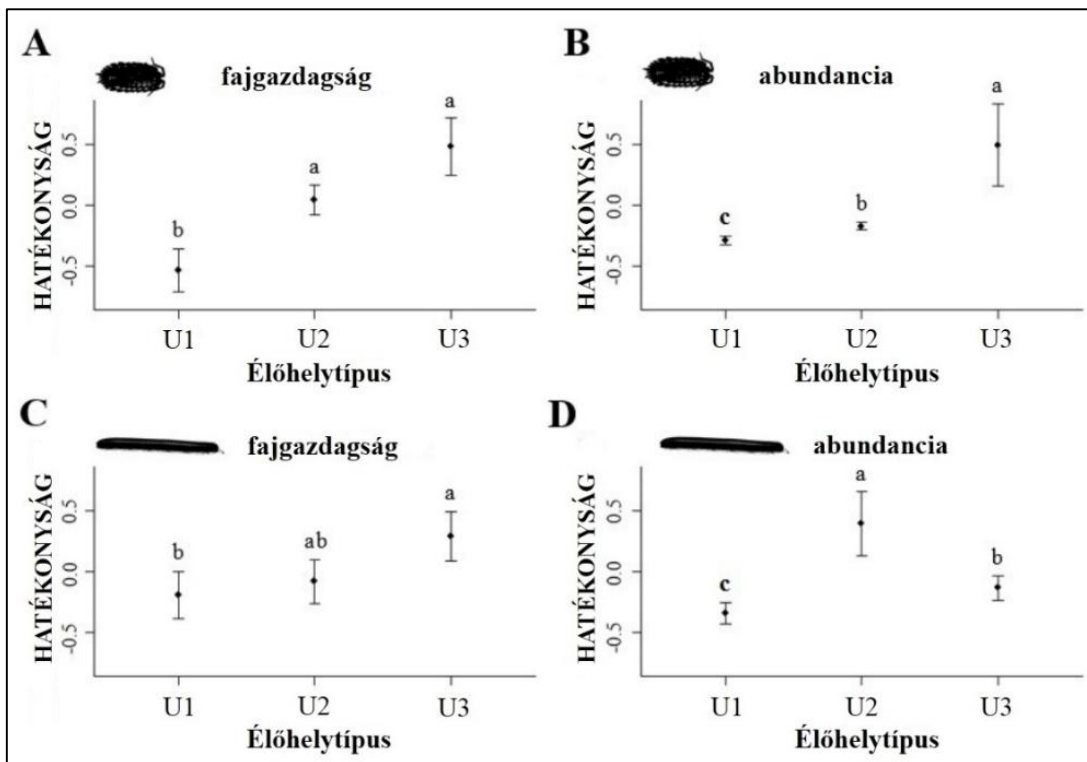 A
fajgazdagság
HATÉKONYSÁG
0.5
0.0
-0.5
b
a
a
U1
U2
U3
Élőhelytípus
B
abundancia
HATÉKONYSÁG
0.5
0.0
-0.5
c
b
a
U1
U2
U3
Élőhelytípus
C
fajgazdagság
HATÉKONYSÁG
0.5
0.0
-0.5
b
ab
a
U1
U2
U3
Élőhelytípus
D
abundancia
HATÉKONYSÁG
0.5
0.0
-0.5
c
a
b
U1
U2
U3
Élőhelytípus